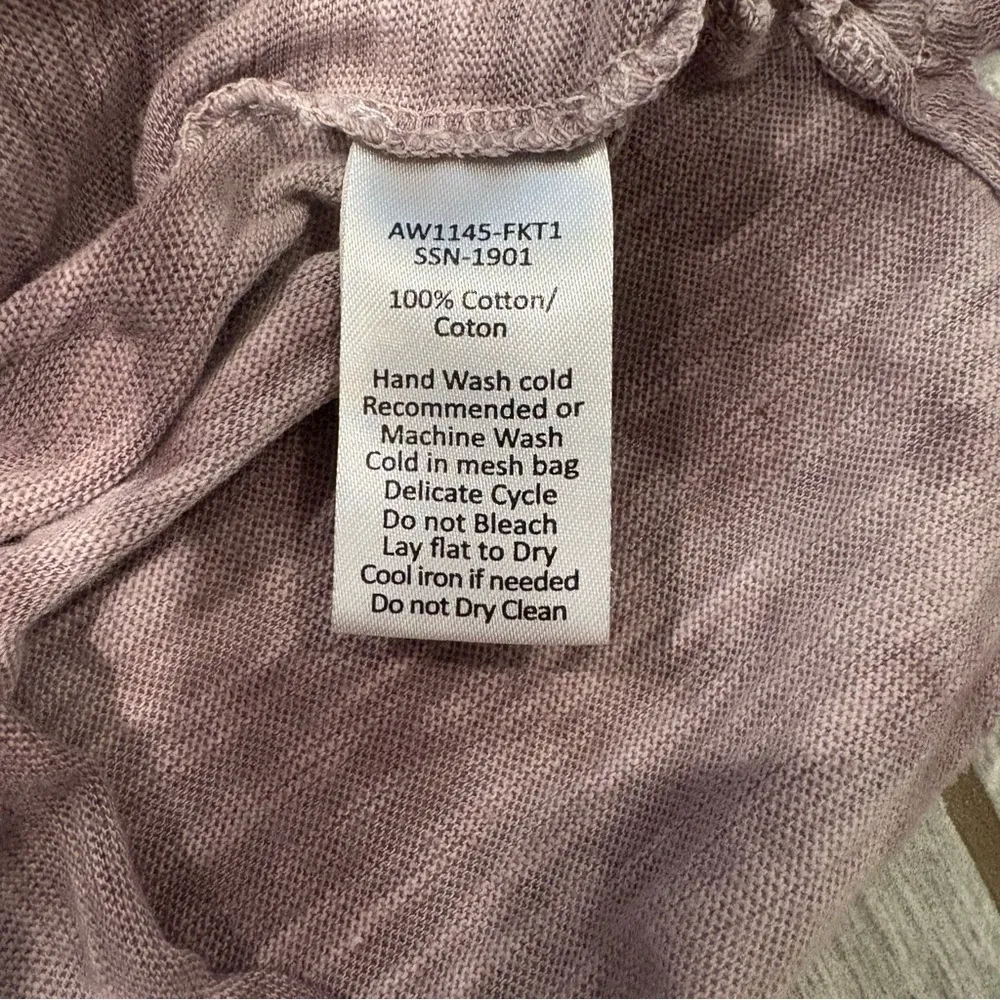 AW1145-FKT1
SSN-1901
100% Cotton/
Coton
Hand Wash cold
Recommended or
Machine Wash
Cold in mesh bag
Delicate Cycle
Do not Bleach
Lay flat to Dry
Cool iron if needed
Do not Dry Clean